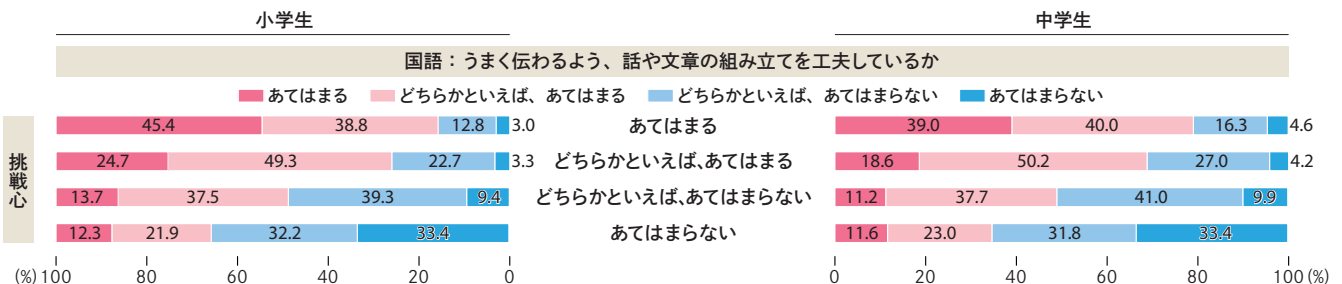 小学生 中学生
国語：うまく伝わるよう、話や文章の組み立てを工夫しているか
あてはまる どちらかといえば、あてはまる どちらかといえば、あてはまらない あてはまらない
挑戦心
45.4 38.8 12.8 3.0 あてはまる 39.0 40.0 16.3 4.6
24.7 49.3 22.7 3.3 どちらかといえば、あてはまる 18.6 50.2 27.0 4.2
13.7 37.5 39.3 9.4 どちらかといえば、あてはまらない 11.2 37.7 41.0 9.9
12.3 21.9 32.2 33.4 あてはまらない 11.6 23.0 31.8 33.4
(%) 100 80 60 40 20 0 0 20 40 60 80 100 (%)